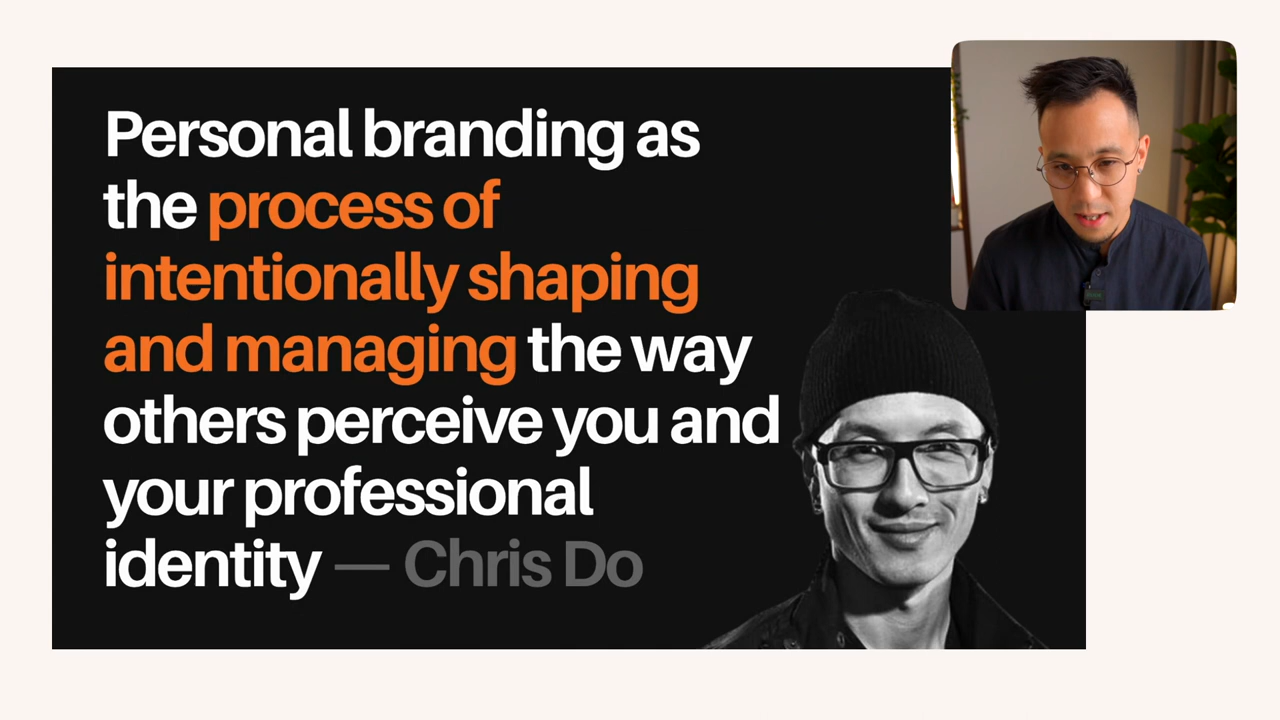 Personal branding as
the process of
intentionally shaping
and managing the way
others perceive you and
your professional
identity — Chris Do